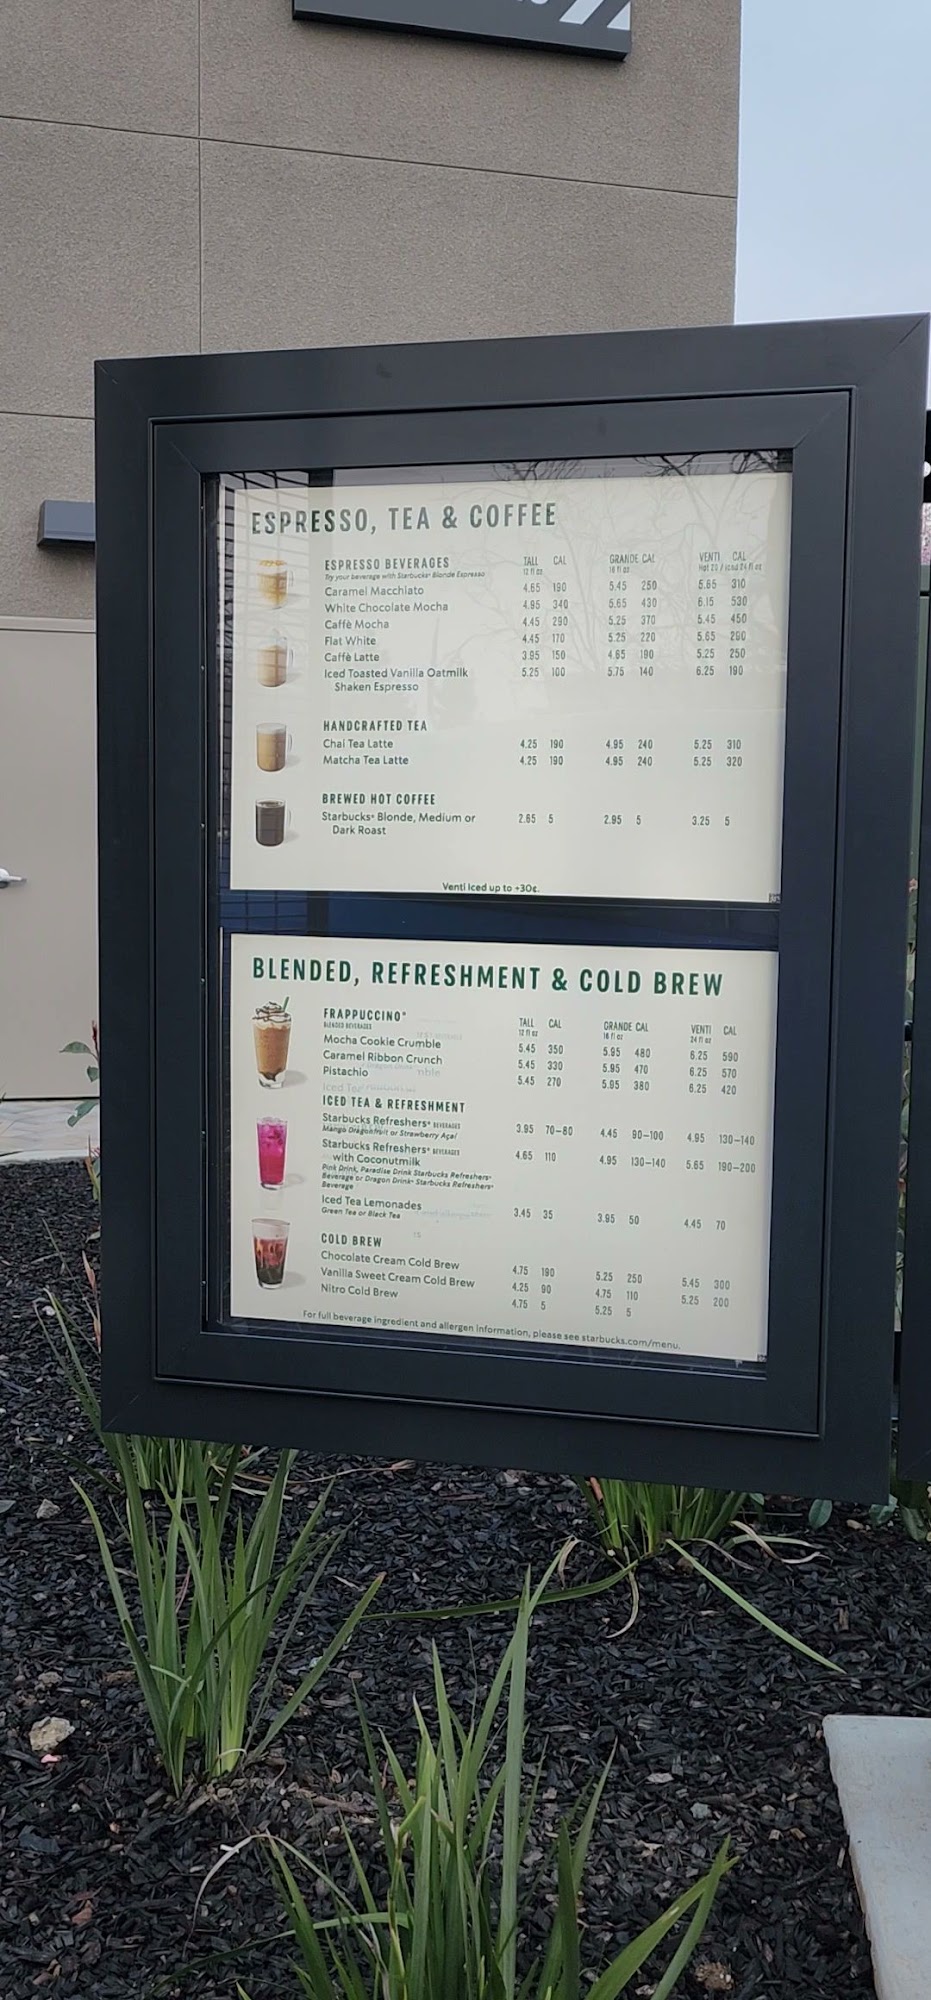 ESPRESSO, TEA & COFFEE
ESPRESSO BEVERAGES TALL CAL GRANDE CAL VENTI CAL
Try your beverage with Starbucks® Blonde Espresso 12 fl oz 16 fl oz Hot 20 / Iced 24 fl oz
Caramel Macchiato 4.65 190 5.45 250 5.85 310
White Chocolate Mocha 4.95 340 5.65 430 6.15 530
Caffè Mocha 4.45 290 5.25 370 5.45 450
Flat White 4.45 170 5.25 220 5.65
Caffè Latte 3.95 150 4.65 190 5.25 250
Iced Toasted Vanilla Oatmilk 5.25 100 5.75 140 6.25 190
Shaken Espresso
HANDCRAFTED TEA
Chai Tea Latte 4.25 190 4.95 240 5.25 310
Matcha Tea Latte 4.25 190 4.95 240 5.25 320
BREWED HOT COFFEE
Starbucks® Blonde, Medium or 2.65 5 2.95 5 3.25 5
Dark Roast
Venti Iced up to +30¢.
BLENDED, REFRESHMENT & COLD BREW
FRAPPUCCINO® TALL CAL GRANDE CAL VENTI CAL
BLENDED BEVERAGES 12 fl oz 16 fl oz 24 fl oz
Mocha Cookie Crumble 5.45 350 5.95 480 6.25 590
Caramel Ribbon Crunch 5.45 330 5.95 470 6.25 570
Pistachio 5.45 270 5.95 380 6.25 420
ICED TEA & REFRESHMENT
Starbucks Refreshers® BEVERAGES 3.95 70–80 4.45 90–100 4.95 130–140
Mango Dragonfruit or Strawberry Açaí
Starbucks Refreshers® BEVERAGES 4.65 110 4.95 130–140 5.65 190–200
with Coconutmilk
Pink Drink, Paradise Drink Starbucks Refreshers®
Beverage or Dragon Drink® Starbucks Refreshers®
Beverage
Iced Tea Lemonades 3.45 35 3.95 50 4.45 70
Green Tea or Black Tea
COLD BREW
Chocolate Cream Cold Brew 4.75 190 5.25 250 5.45 300
Vanilla Sweet Cream Cold Brew 4.25 90 4.75 110 5.25 200
Nitro Cold Brew 4.75 5 5.25 5
For full beverage ingredient and allergen information, please see starbucks.com/menu.